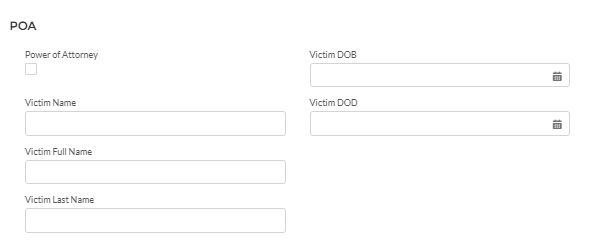 POA
Power of Attorney
Victim DOB
Victim Name
Victim DOD
Victim Full Name
Victim Last Name